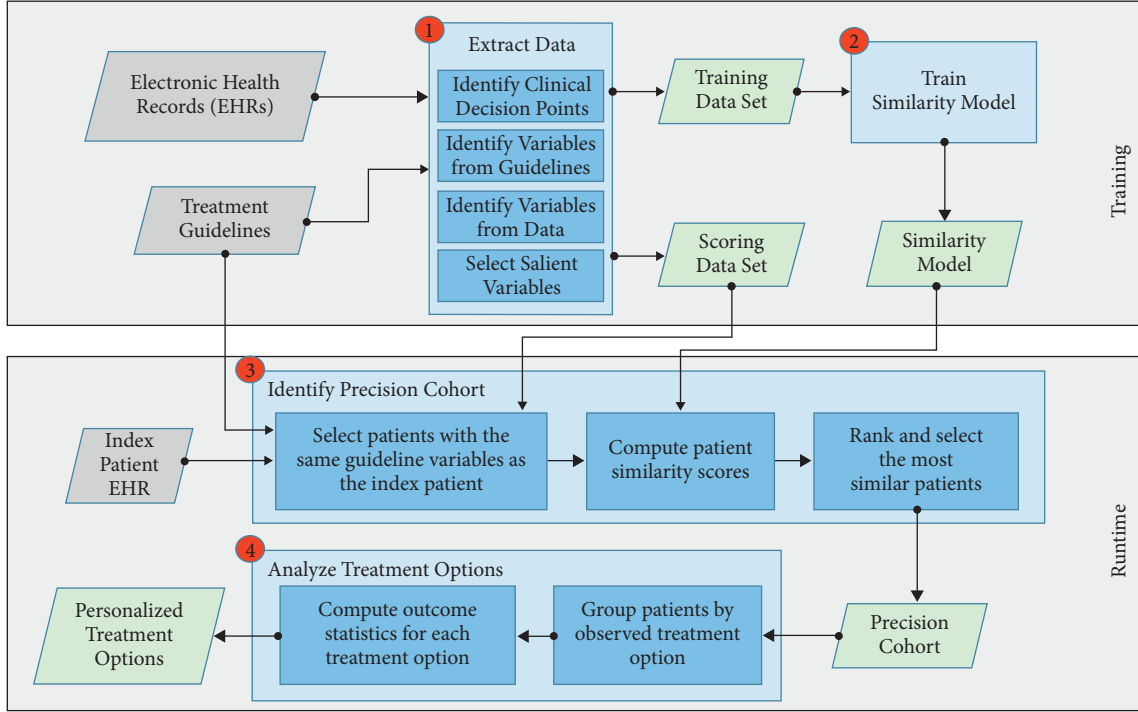 1
Extract Data
Electronic Health
Records (EHRs)
Identify Clinical
Decision Points
Identify Variables
from Guidelines
Identify Variables
from Data
Select Salient
Variables
Treatment
Guidelines
Training
Data Set
Scoring
Data Set
2
Train
Similarity Model
Similarity
Model
Training
3
Identify Precision Cohort
Index
Patient
EHR
Select patients with the
same guideline variables as
the index patient
Compute patient
similarity scores
Rank and select
the most
similar patients
4
Analyze Treatment Options
Personalized
Treatment
Options
Compute outcome
statistics for each
treatment option
Group patients by
observed treatment
option
Precision
Cohort
Runtime